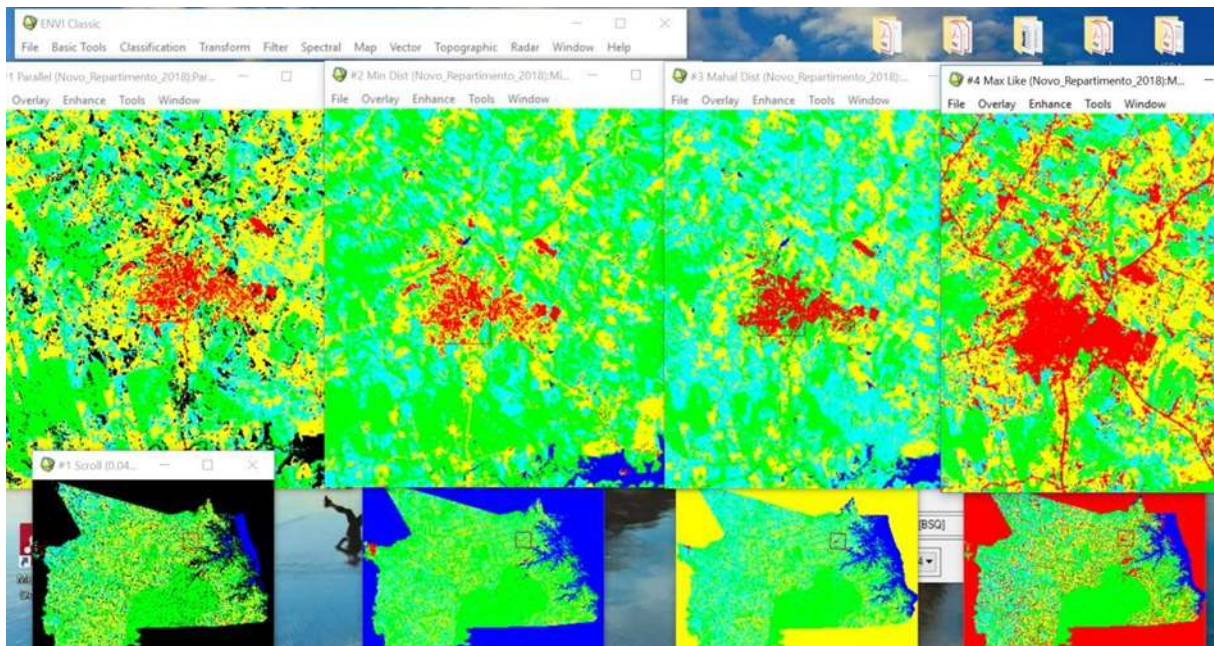 ENVI Classic
File Basic Tools Classification Transform Filter Spectral Map Vector Topographic Radar Window Help
1 Parallel (Novo_Repartimento_2018):Par...
Overlay Enhance Tools Window
#2 Min Dist (Novo_Repartimento_2018):Mi...
File Overlay Enhance Tools Window
#3 Mahal Dist (Novo_Repartimento_2018):...
File Overlay Enhance Tools Window
#4 Max Like (Novo_Repartimento_2018):M...
File Overlay Enhance Tools Window
#1 Scroll (0.04...
[BSQ]
4